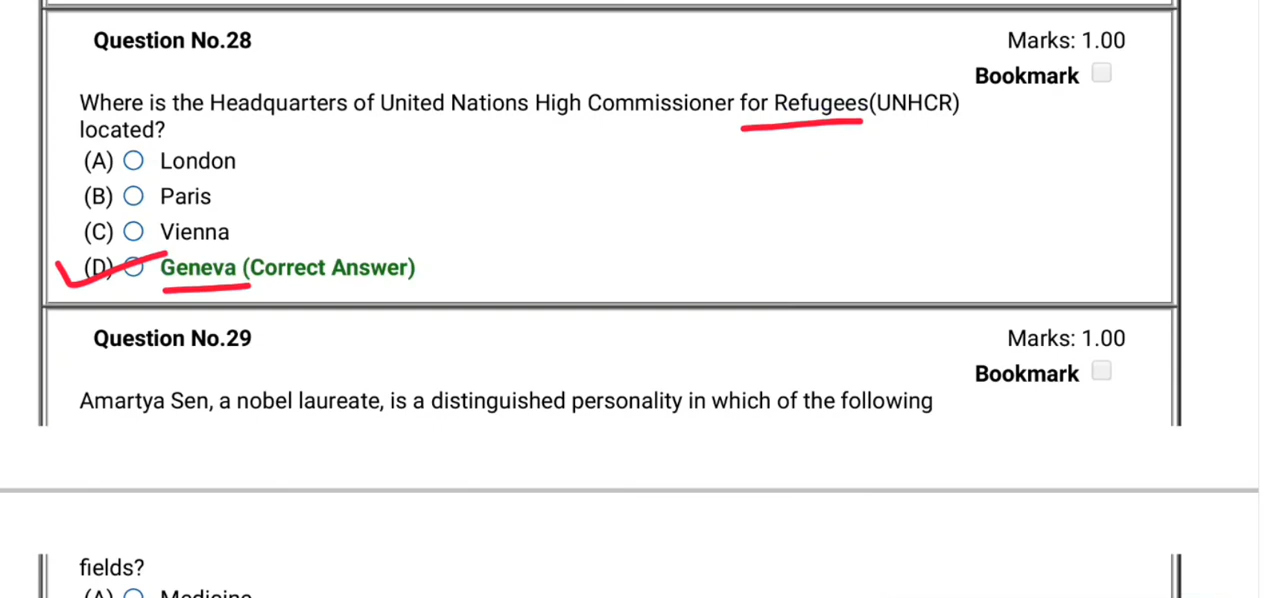 Question No.28 Marks: 1.00
Bookmark
Where is the Headquarters of United Nations High Commissioner for Refugees(UNHCR)
located?
(A) London
(B) Paris
(C) Vienna
(D) Geneva (Correct Answer)
Question No.29 Marks: 1.00
Bookmark
Amartya Sen, a nobel laureate, is a distinguished personality in which of the following
fields?
(A) Medicine